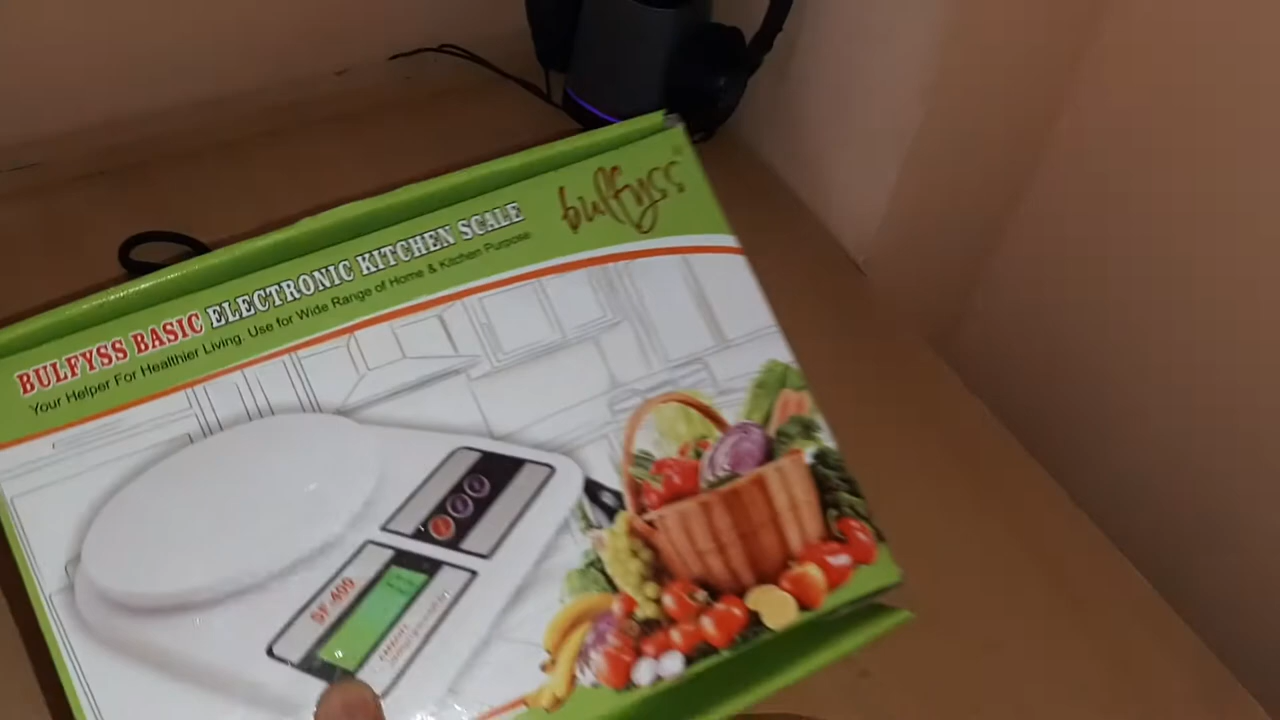 bulfyss
BULFYSS BASIC ELECTRONIC KITCHEN SCALE
Your Helper For Healthier Living. Use for Wide Range of Home & Kitchen Purpose
SF-400